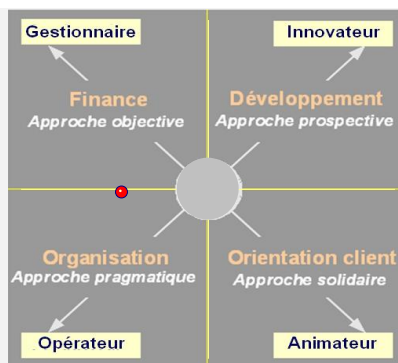 Gestionnaire
Innovateur
Finance
Approche objective
Développement
Approche prospective
Organisation
Approche pragmatique
Orientation client
Approche solidaire
Opérateur
Animateur